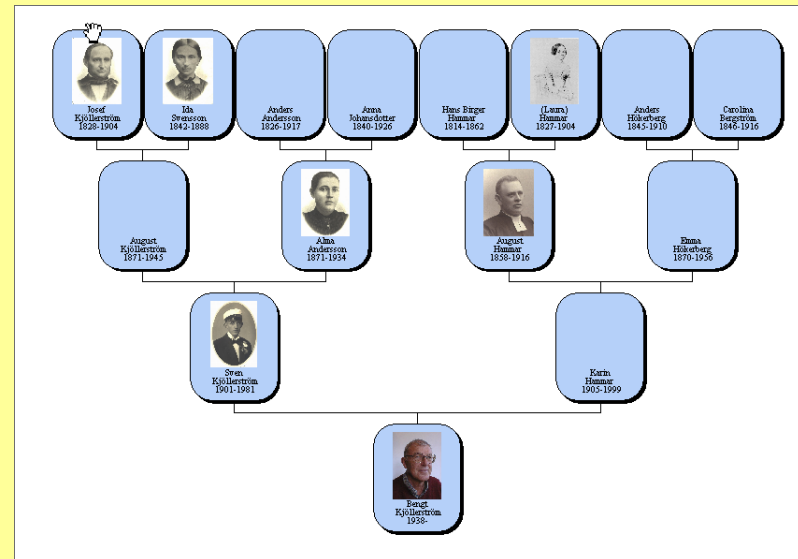 Josef
Kjöllerström
1828-1904
Ida
Svensson
1842-1888
Anders
Andersson
1826-1917
Anna
Johansdotter
1840-1926
Hans Birger
Hammar
1814-1862
(Laura)
Hammar
1827-1904
Anders
Hökerberg
1845-1910
Carolina
Bergström
1846-1916
August
Kjöllerström
1871-1945
Alma
Andersson
1871-1934
August
Hammar
1858-1916
Emma
Hökerberg
1870-1956
Sven
Kjöllerström
1901-1981
Karin
Hammar
1905-1999
Bengt
Kjöllerström
1938-